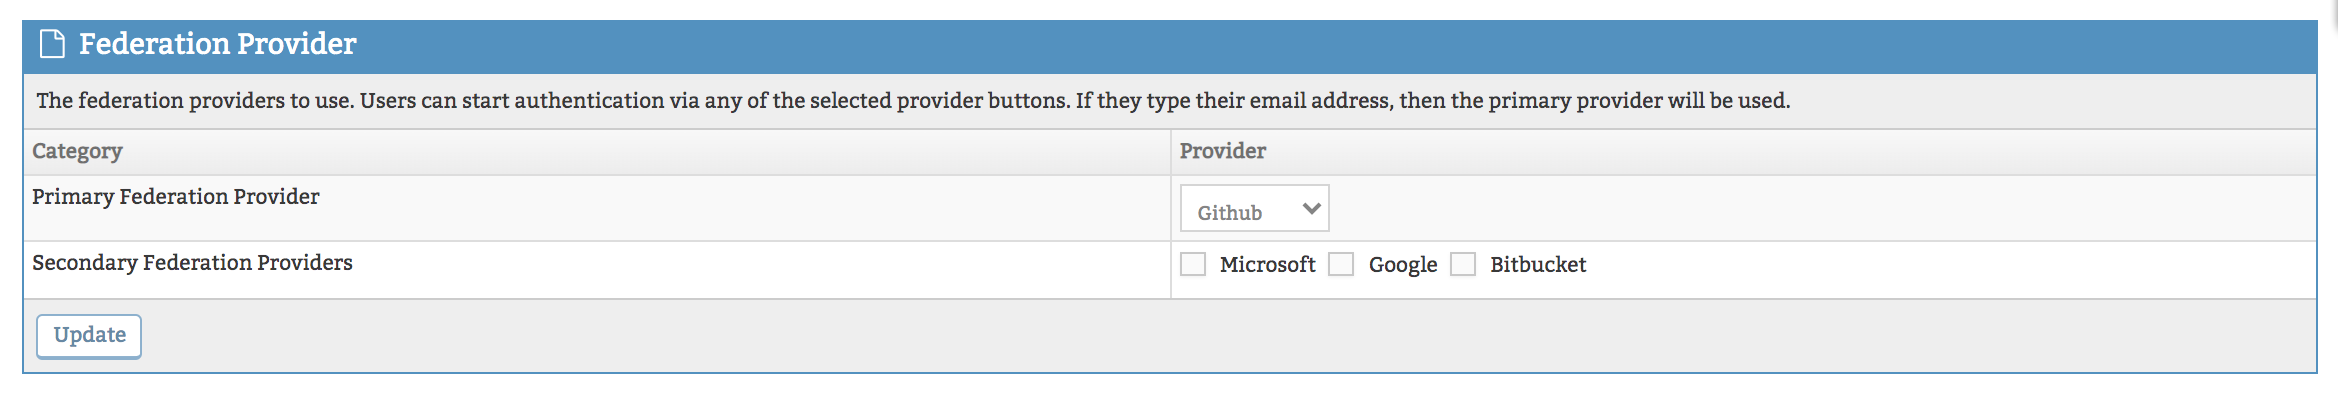 Federation Provider
The federation providers to use. Users can start authentication via any of the selected provider buttons. If they type their email address, then the primary provider will be used.
Category Provider
Primary Federation Provider Github
Secondary Federation Providers Microsoft Google Bitbucket
Update